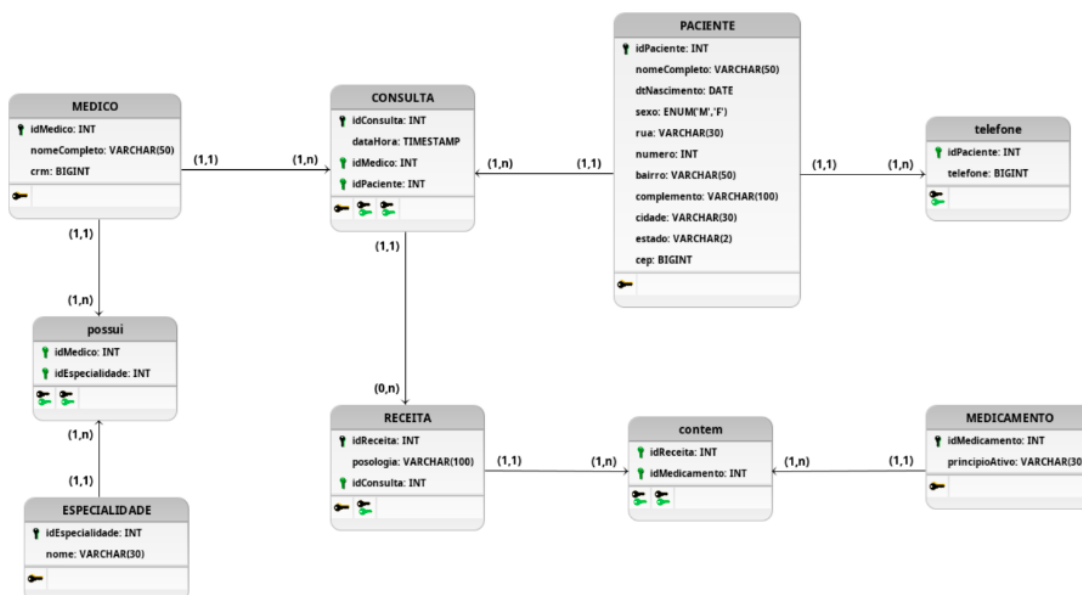 PACIENTE
idPaciente: INT
nomeCompleto: VARCHAR(50)
dtNascimento: DATE
sexo: ENUM('M','F')
rua: VARCHAR(30)
numero: INT
bairro: VARCHAR(50)
complemento: VARCHAR(100)
cidade: VARCHAR(30)
estado: VARCHAR(2)
cep: BIGINT
MEDICO
idMedico: INT
nomeCompleto: VARCHAR(50)
crm: BIGINT
(1,1)
(1,n)
CONSULTA
idConsulta: INT
dataHora: TIMESTAMP
idMedico: INT
idPaciente: INT
(1,n)
(1,1)
(1,1)
(1,n)
telefone
idPaciente: INT
telefone: BIGINT
(1,1)
(1,n)
possui
idMedico: INT
idEspecialidade: INT
(1,n)
(1,1)
ESPECIALIDADE
idEspecialidade: INT
nome: VARCHAR(30)
(1,1)
(0,n)
RECEITA
idReceita: INT
posologia: VARCHAR(100)
idConsulta: INT
(1,1)
(1,n)
contem
idReceita: INT
idMedicamento: INT
(1,n)
(1,1)
MEDICAMENTO
idMedicamento: INT
principioAtivo: VARCHAR(30